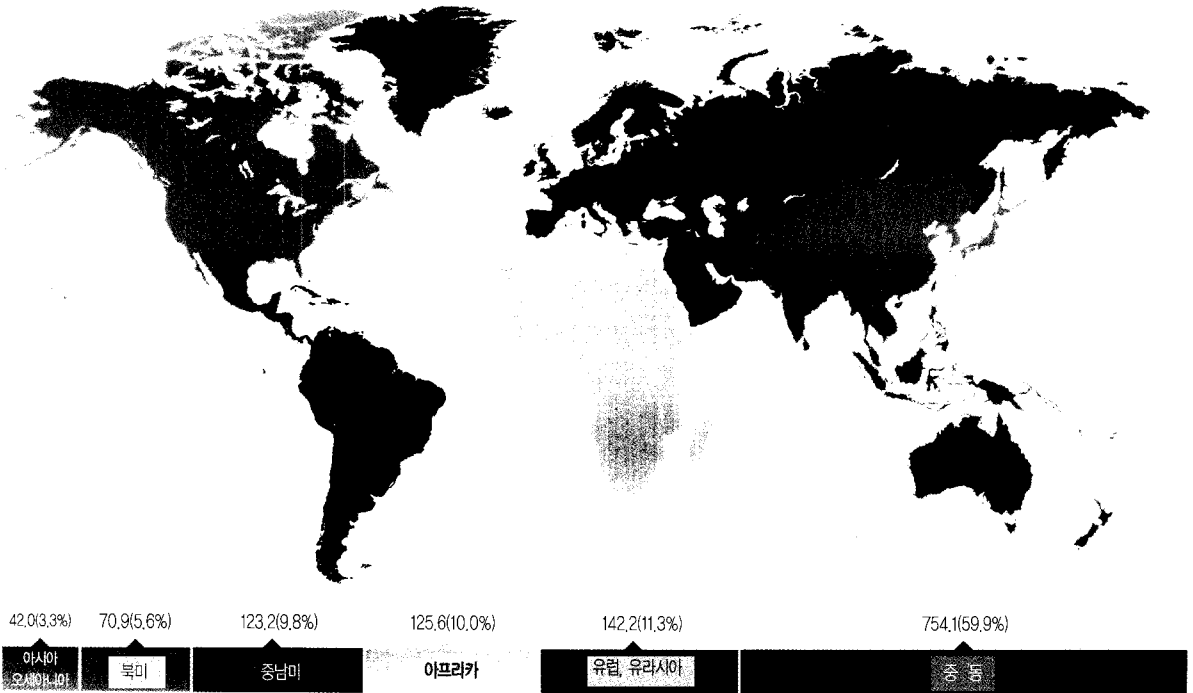 42.0(3.3%) 70.9(5.6%) 123.2(9.8%) 125.6(10.0%) 142.2(11.3%) 754.1(59.9%)
아시아 북미 중남미 아프리카 유럽, 유라시아 중 동
오세아니아